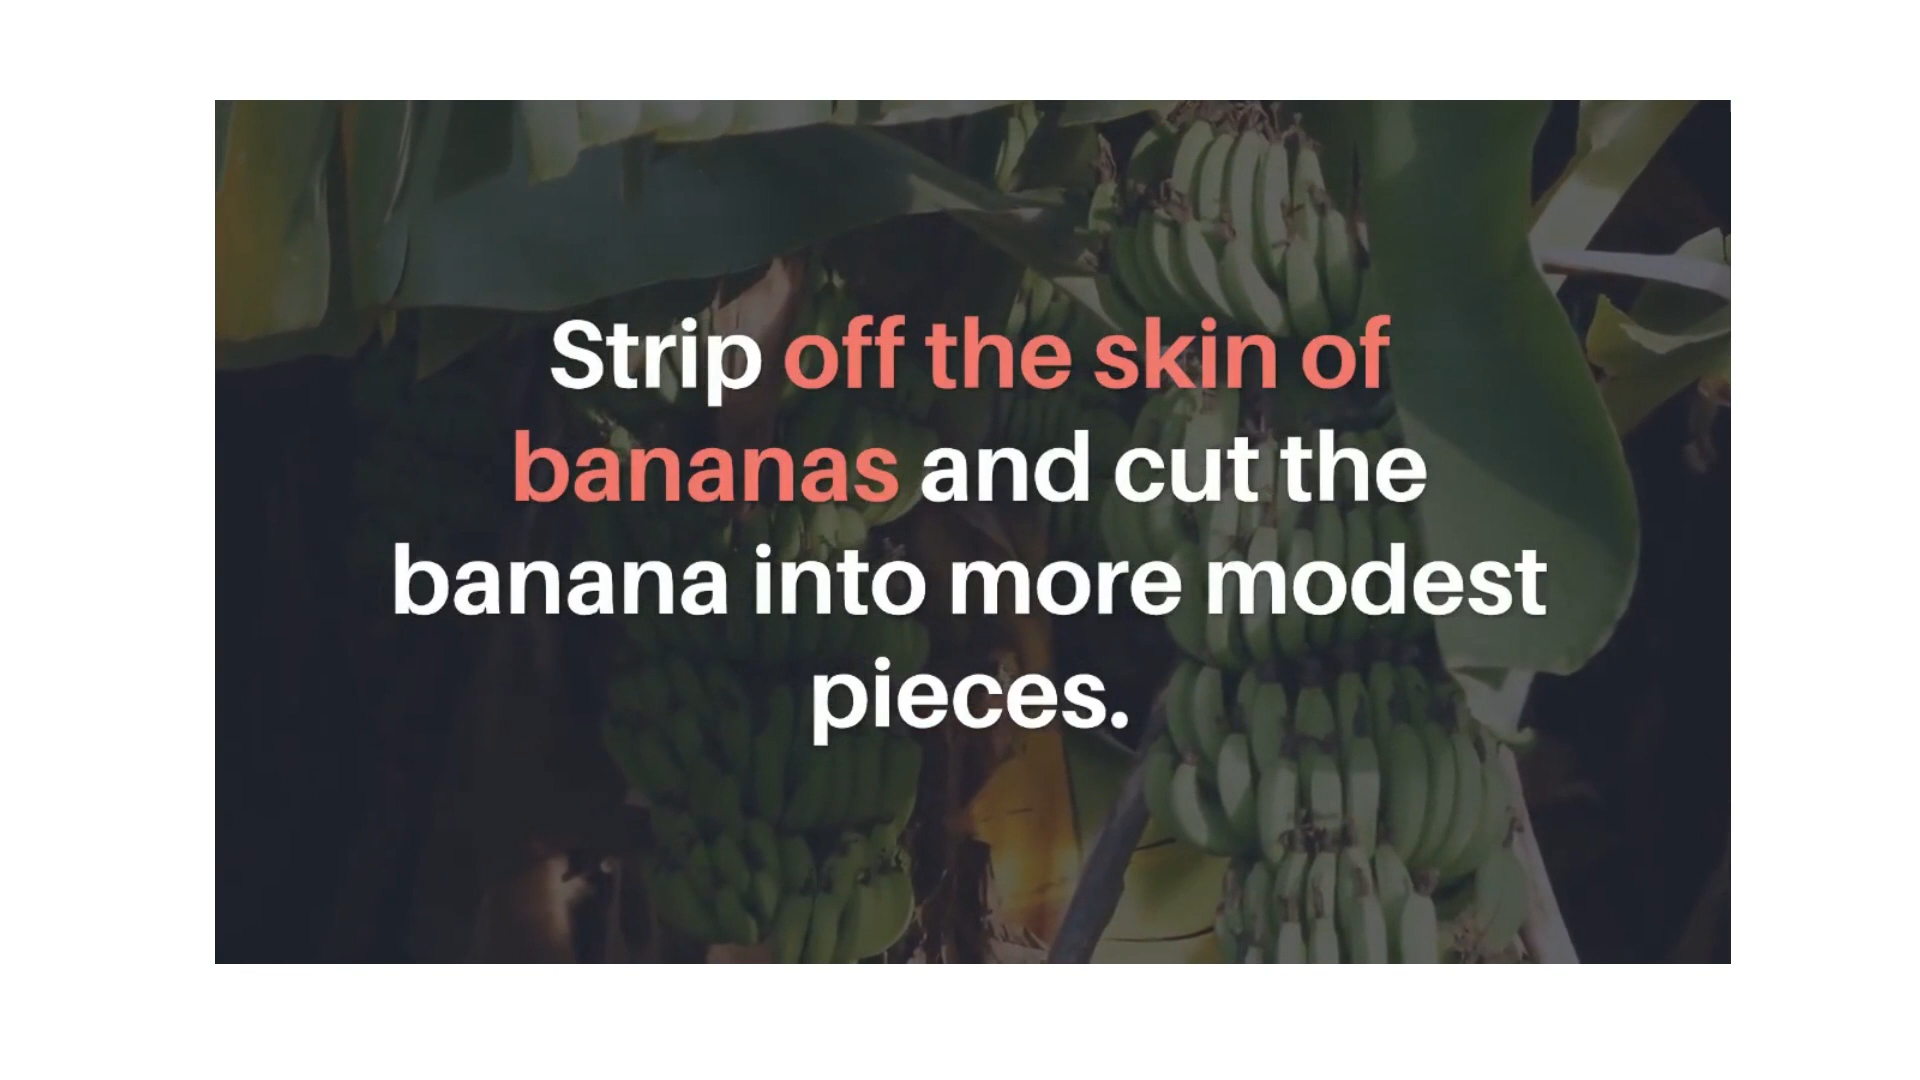 Strip off the skin of
bananas and cut the
banana into more modest
pieces.